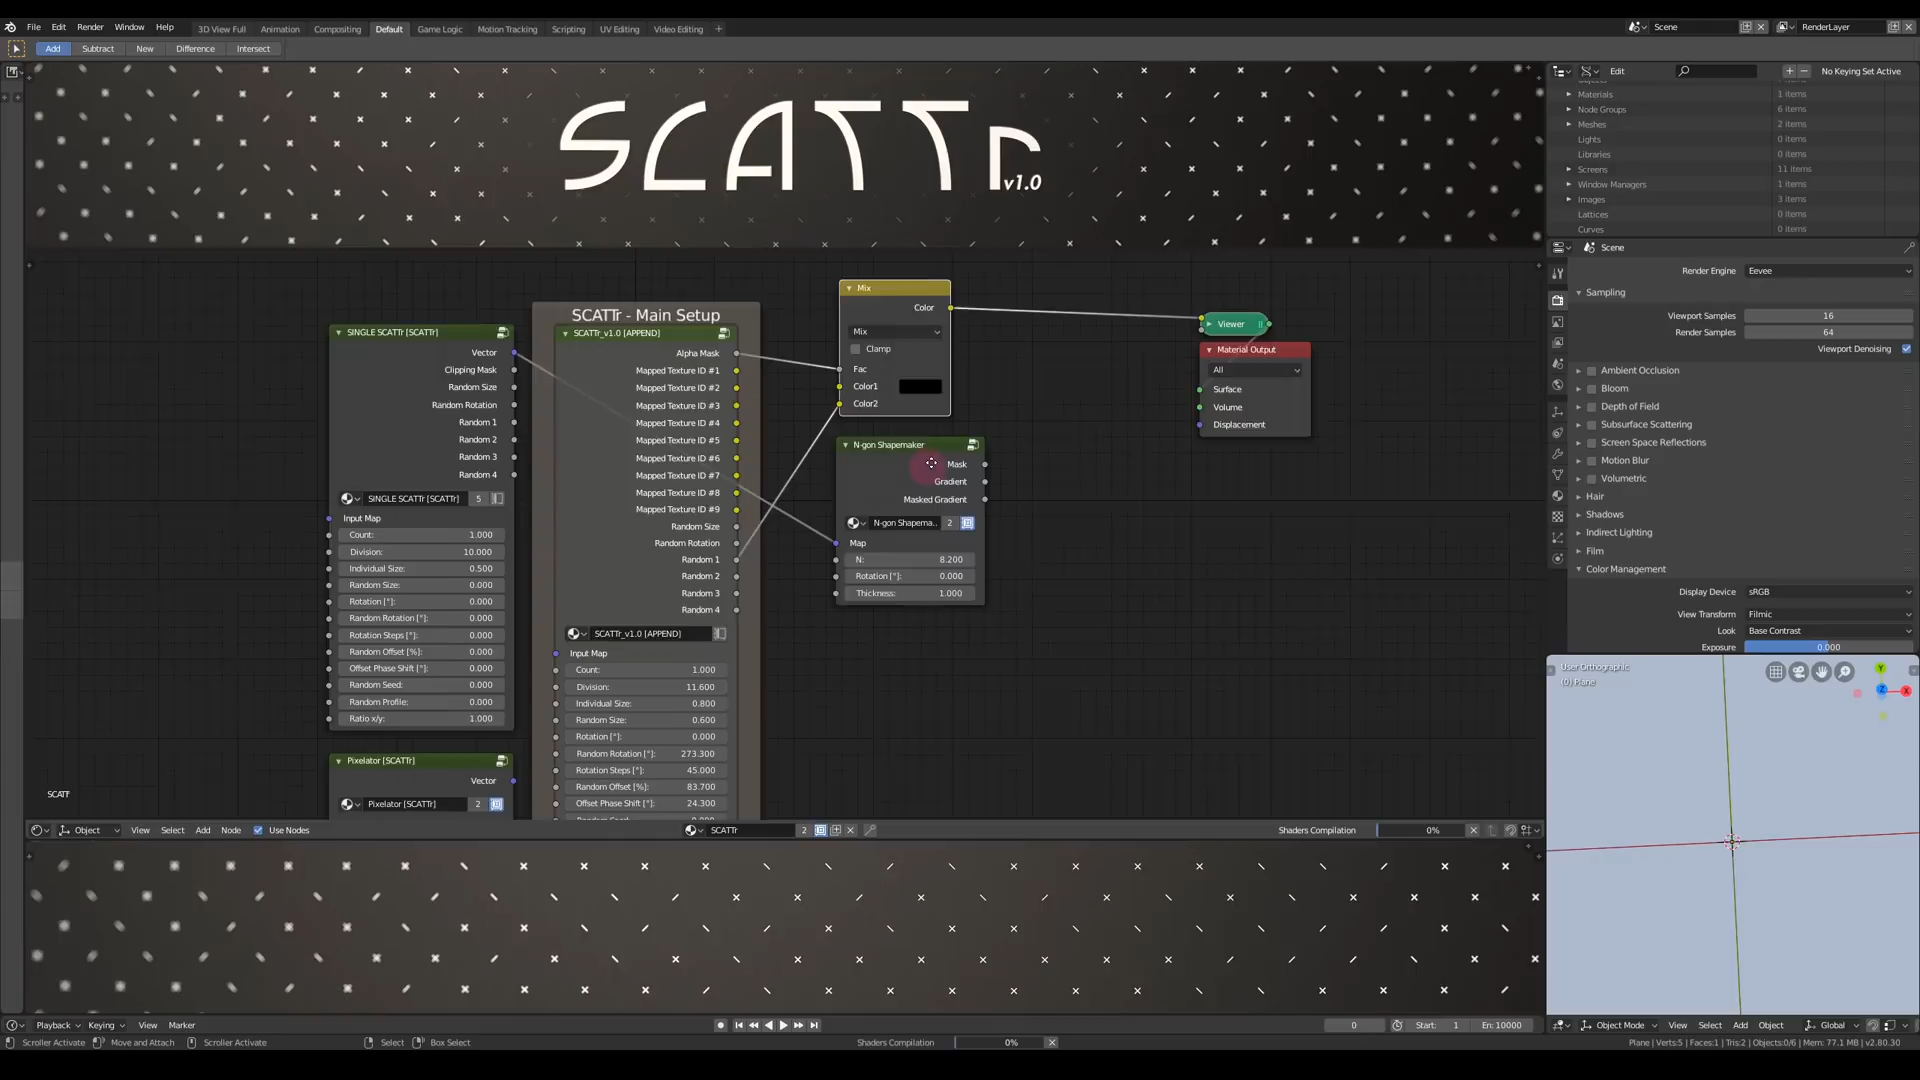 File Edit Render Window Help
3D View Full Animation Compositing Default Game Logic Motion Tracking Scripting UV Editing Video Editing +
Scene
RenderLayer
Add Subtract New Difference Intersect
SCATTr
v1.0
Edit
No Keying Set Active
Materials 1 items
Node Groups 6 items
Meshes 2 items
Lights 0 items
Libraries 0 items
Screens 11 items
Window Managers 1 items
Images 3 items
Lattices 0 items
Curves 0 items
Scene
Render Engine Eevee
Sampling
Viewport Samples 16
Render Samples 64
Viewport Denoising
Ambient Occlusion
Bloom
Depth of Field
Subsurface Scattering
Screen Space Reflections
Motion Blur
Volumetric
Hair
Shadows
Indirect Lighting
Film
Color Management
Display Device sRGB
View Transform Filmic
Look Base Contrast
Exposure 0.000
SINGLE SCATTr [SCATTr]
Vector
Clipping Mask
Random Size
Random Rotation
Random 1
Random 2
Random 3
Random 4
SINGLE SCATTr [SCATTr] 5
Input Map
Count: 1.000
Division: 10.000
Individual Size: 0.500
Random Size: 0.000
Rotation [°]: 0.000
Random Rotation [°]: 0.000
Rotation Steps [°]: 0.000
Random Offset [%]: 0.000
Offset Phase Shift [°]: 0.000
Random Seed: 0.000
Random Profile: 0.000
Ratio x/y: 1.000
Pixelator [SCATTr]
Vector
Pixelator [SCATTr] 2
SCATTr - Main Setup
SCATTr_v1.0 [APPEND]
Alpha Mask
Mapped Texture ID #1
Mapped Texture ID #2
Mapped Texture ID #3
Mapped Texture ID #4
Mapped Texture ID #5
Mapped Texture ID #6
Mapped Texture ID #7
Mapped Texture ID #8
Mapped Texture ID #9
Random Size
Random Rotation
Random 1
Random 2
Random 3
Random 4
SCATTr_v1.0 [APPEND]
Input Map
Count: 1.000
Division: 11.600
Individual Size: 0.800
Random Size: 0.600
Rotation [°]: 0.000
Random Rotation [°]: 273.300
Rotation Steps [°]: 45.000
Random Offset [%]: 83.700
Offset Phase Shift [°]: 24.300
Mix
Color
Mix
Clamp
Fac
Color1
Color2
N-gon Shapemaker
Mask
Gradient
Masked Gradient
N-gon Shapema.. 2
Map
N: 8.200
Rotation [°]: 0.000
Thickness: 1.000
Viewer
Material Output
All
Surface
Volume
Displacement
SCATT
Object View Select Add Node Use Nodes SCATTr 2 Shaders Compilation 0%
User Orthographic
(0) Plane
Y
Z
X
Playback Keying View Marker 0 Start: 1 En: 10000
Object Mode View Select Add Object Global
Scroller Activate Move and Attach Scroller Activate Select Box Select Shaders Compilation 0%
Plane | Verts:5 | Faces:1 | Tris:2 | Objects:0/6 | Mem: 77.1 MB | v2.80.30